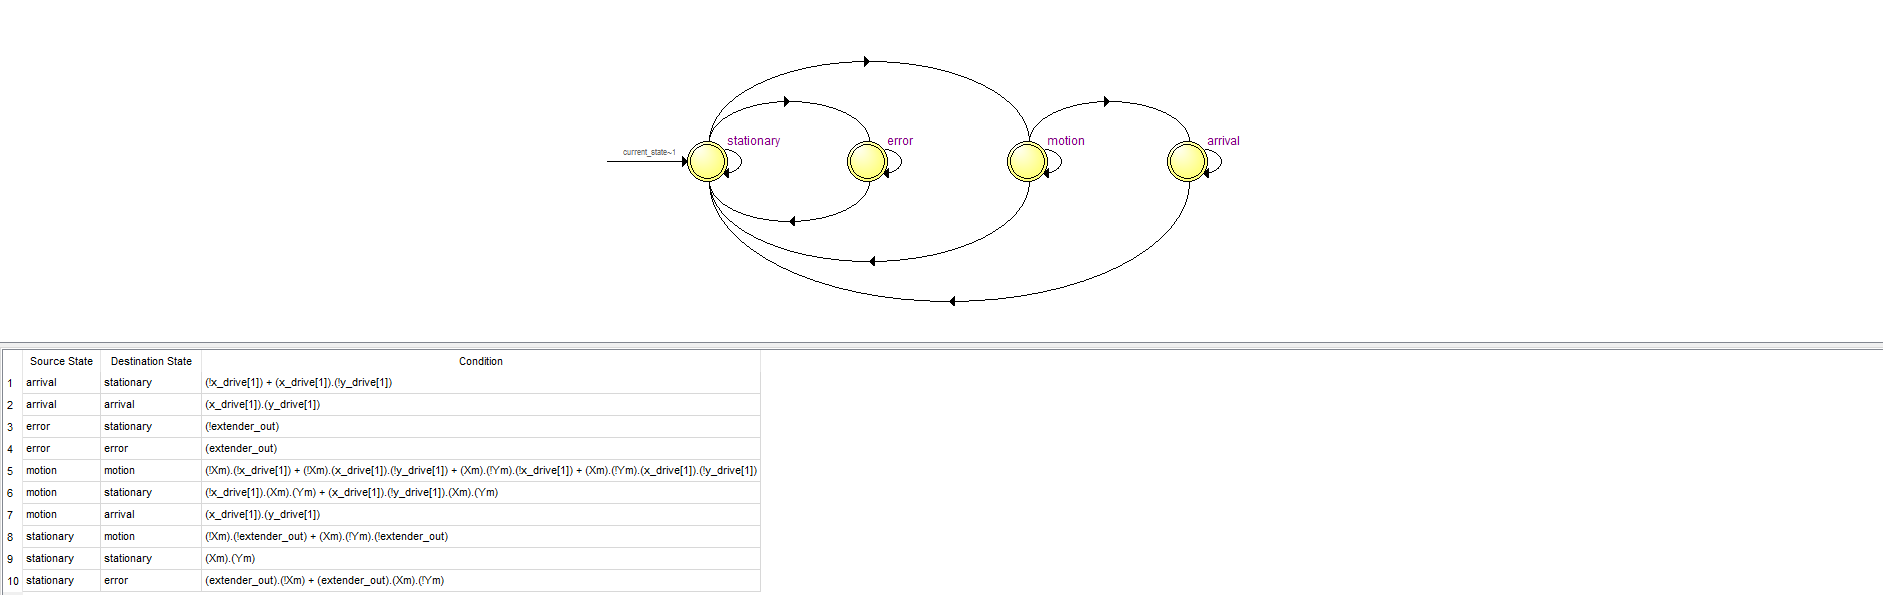 stationary
error
motion
arrival
current_state~1
Source State Destination State Condition
1 arrival stationary (!x_drive[1]) + (x_drive[1]).(!y_drive[1])
2 arrival arrival (x_drive[1]).(y_drive[1])
3 error stationary (!extender_out)
4 error error (extender_out)
5 motion motion (!Xm).(!x_drive[1]) + (!Xm).(x_drive[1]).(!y_drive[1]) + (Xm).(!Ym).(!x_drive[1]) + (Xm).(!Ym).(x_drive[1]).(!y_drive[1])
6 motion stationary (!x_drive[1]).(Xm).(Ym) + (x_drive[1]).(!y_drive[1]).(Xm).(Ym)
7 motion arrival (x_drive[1]).(y_drive[1])
8 stationary motion (!Xm).(!extender_out) + (Xm).(!Ym).(!extender_out)
9 stationary stationary (Xm).(Ym)
10 stationary error (extender_out).(!Xm) + (extender_out).(Xm).(!Ym)